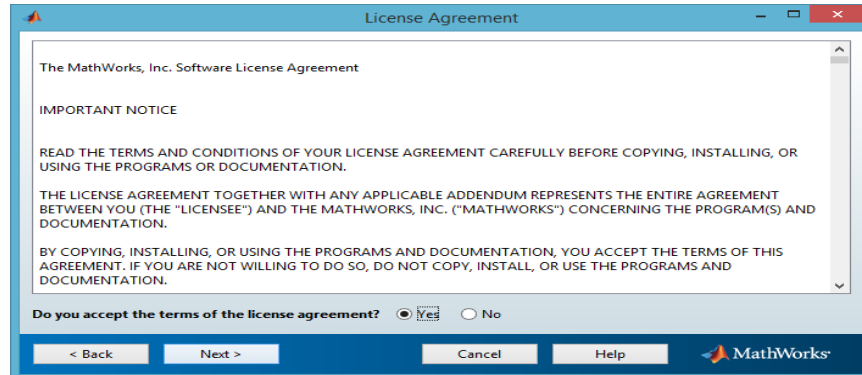 License Agreement
The MathWorks, Inc. Software License Agreement
IMPORTANT NOTICE
READ THE TERMS AND CONDITIONS OF YOUR LICENSE AGREEMENT CAREFULLY BEFORE COPYING, INSTALLING, OR
USING THE PROGRAMS OR DOCUMENTATION.
THE LICENSE AGREEMENT TOGETHER WITH ANY APPLICABLE ADDENDUM REPRESENTS THE ENTIRE AGREEMENT
BETWEEN YOU (THE "LICENSEE") AND THE MATHWORKS, INC. ("MATHWORKS") CONCERNING THE PROGRAM(S) AND
DOCUMENTATION.
BY COPYING, INSTALLING, OR USING THE PROGRAMS AND DOCUMENTATION, YOU ACCEPT THE TERMS OF THIS
AGREEMENT. IF YOU ARE NOT WILLING TO DO SO, DO NOT COPY, INSTALL, OR USE THE PROGRAMS AND
DOCUMENTATION.
Do you accept the terms of the license agreement? Yes No
< Back Next > Cancel Help MathWorks